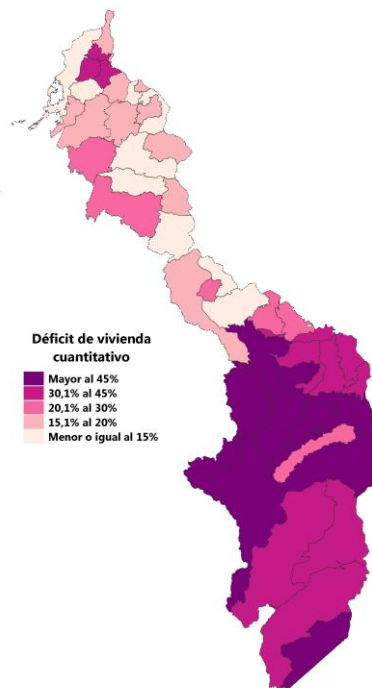 Déficit de vivienda
cuantitativo
Mayor al 45%
30,1% al 45%
20,1% al 30%
15,1% al 20%
Menor o igual al 15%